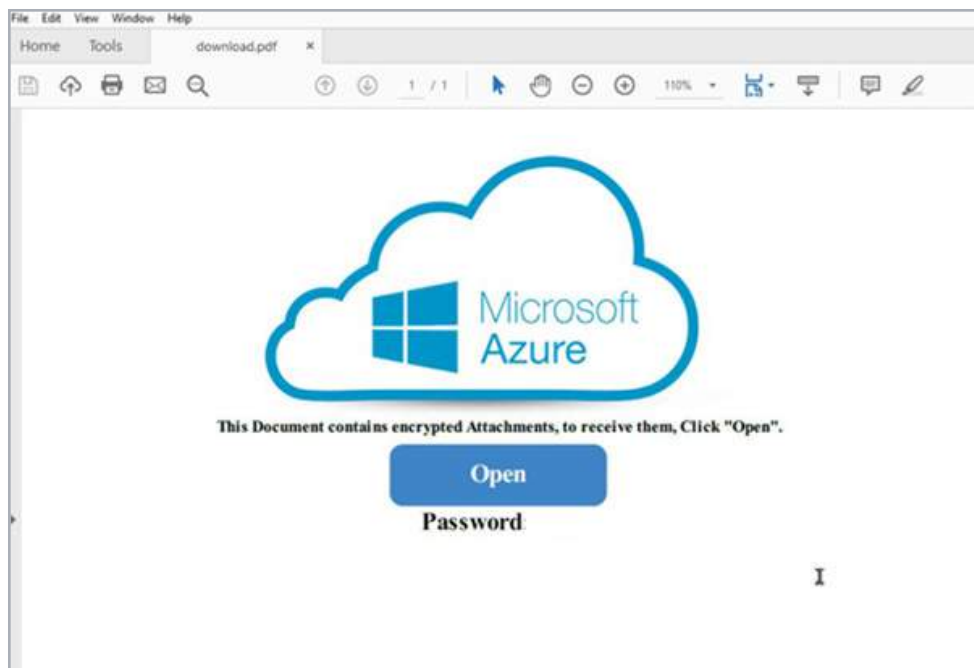 File Edit View Window Help
Home Tools download.pdf ×
1 / 1 110%
Microsoft
Azure
This Document contains encrypted Attachments, to receive them, Click "Open".
Open
Password